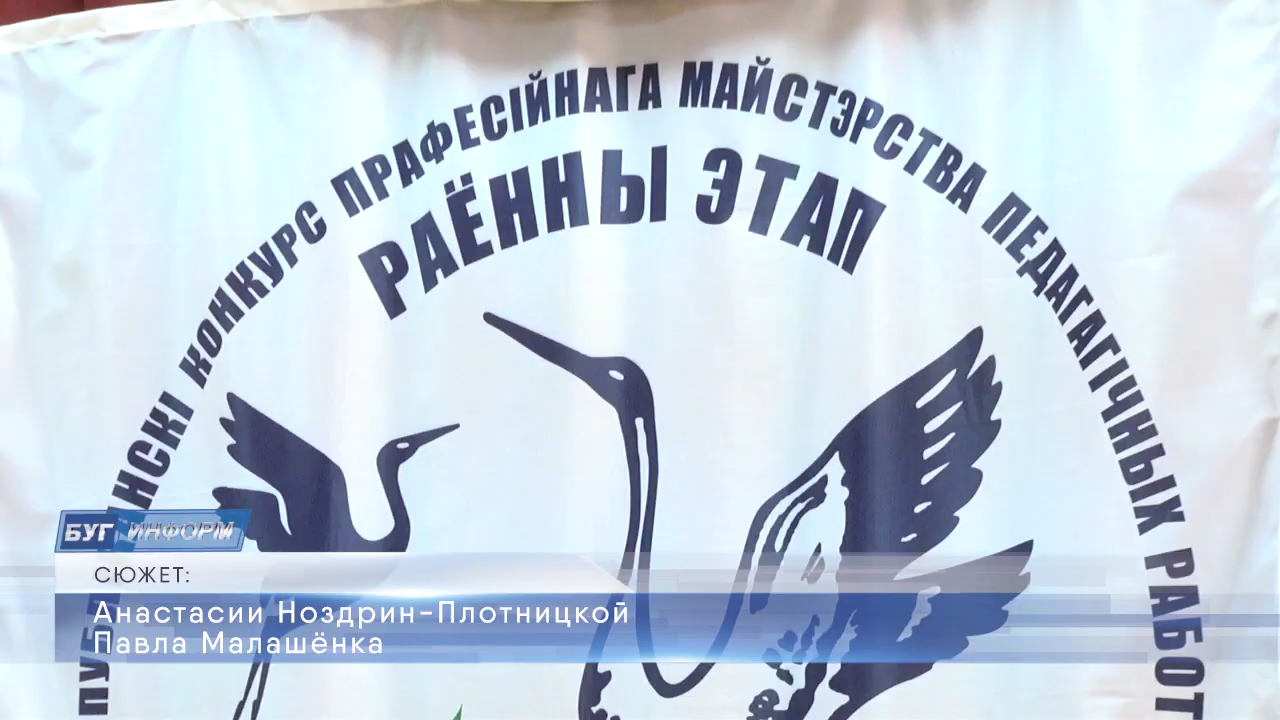 КОНКУРС ПРАФЕСІЙНАГА МАЙСТЭРСТВА ПЕДАГАГІЧНЫХ
РАЁННЫ ЭТАП
БУГ ИНФОРМ
СЮЖЕТ:
Анастасии Ноздрин-Плотницкой
Павла Малашёнка